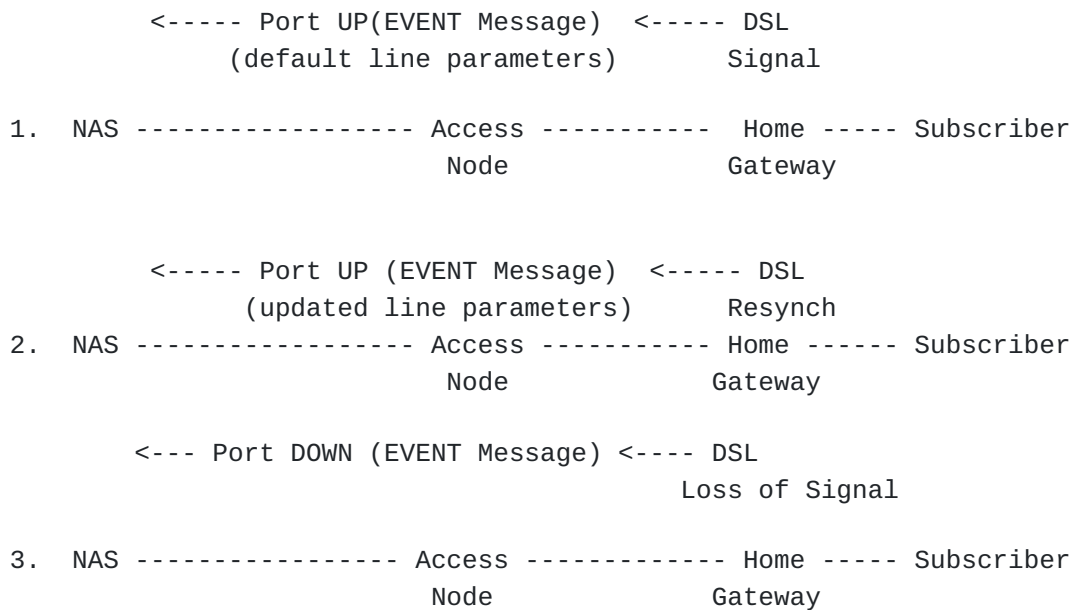 <----- Port UP(EVENT Message)  <----- DSL
(default line parameters)       Signal
1.  NAS ------------------ Access -----------  Home ----- Subscriber
Node              Gateway
<----- Port UP (EVENT Message)  <----- DSL
(updated line parameters)      Resynch
2.  NAS ------------------ Access ----------- Home ------ Subscriber
Node             Gateway
<--- Port DOWN (EVENT Message) <---- DSL
Loss of Signal
3.  NAS ----------------- Access ------------- Home ----- Subscriber
Node              Gateway